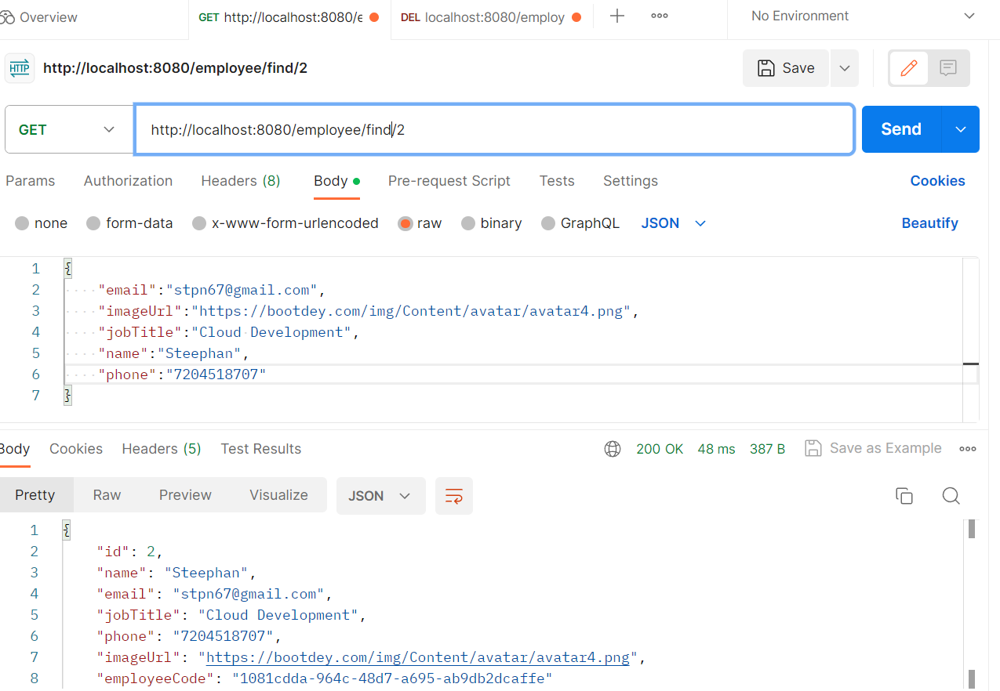 Overview GET http://localhost:8080/e DEL localhost:8080/employ No Environment
HTTP http://localhost:8080/employee/find/2 Save
GET http://localhost:8080/employee/find/2 Send
Params Authorization Headers (8) Body Pre-request Script Tests Settings Cookies
none form-data x-www-form-urlencoded raw binary GraphQL JSON Beautify
1 {
2 "email":"stpn67@gmail.com",
3 "imageUrl":"https://bootdey.com/img/Content/avatar/avatar4.png",
4 "jobTitle":"Cloud Development",
5 "name":"Steephan",
6 "phone":"7204518707"
7 }
Body Cookies Headers (5) Test Results 200 OK 48 ms 387 B Save as Example
Pretty Raw Preview Visualize JSON
1 {
2 "id": 2,
3 "name": "Steephan",
4 "email": "stpn67@gmail.com",
5 "jobTitle": "Cloud Development",
6 "phone": "7204518707",
7 "imageUrl": "https://bootdey.com/img/Content/avatar/avatar4.png",
8 "employeeCode": "1081cdda-964c-48d7-a695-ab9db2dcaffe"